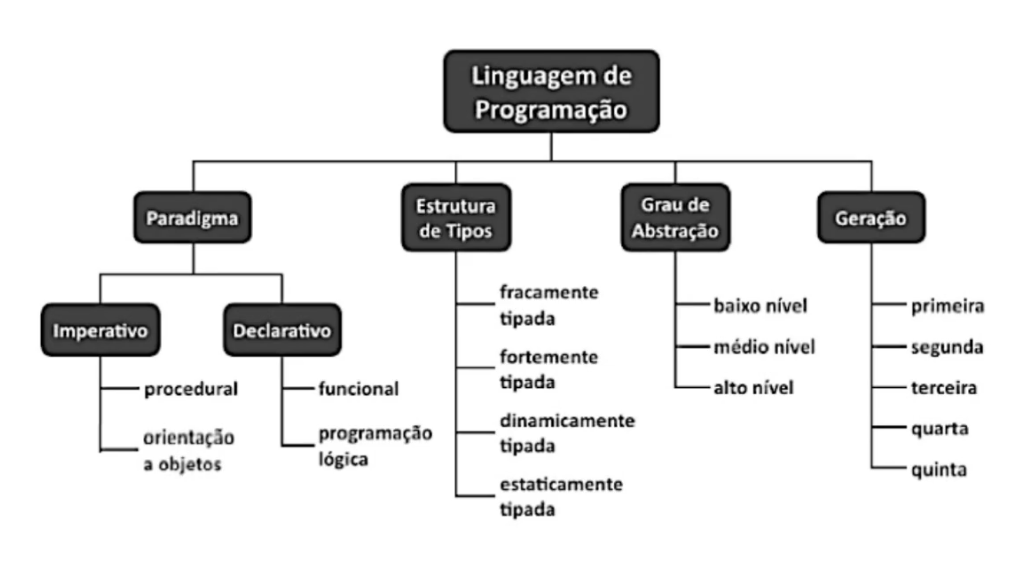 Linguagem de
Programação
Paradigma
Estrutura
de Tipos
Grau de
Abstração
Geração
Imperativo
Declarativo
procedural
orientação
a objetos
funcional
programação
lógica
fracamente
tipada
fortemente
tipada
dinamicamente
tipada
estaticamente
tipada
baixo nível
médio nível
alto nível
primeira
segunda
terceira
quarta
quinta